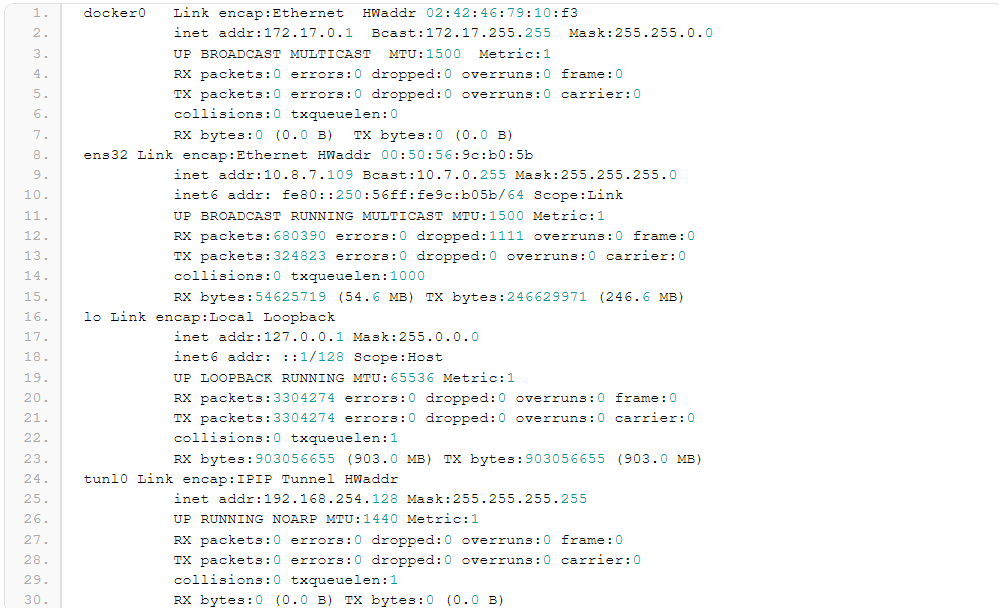 1. docker0   Link encap:Ethernet  HWaddr 02:42:46:79:10:f3
2.           inet addr:172.17.0.1  Bcast:172.17.255.255  Mask:255.255.0.0
3.           UP BROADCAST MULTICAST  MTU:1500  Metric:1
4.           RX packets:0 errors:0 dropped:0 overruns:0 frame:0
5.           TX packets:0 errors:0 dropped:0 overruns:0 carrier:0
6.           collisions:0 txqueuelen:0
7.           RX bytes:0 (0.0 B)  TX bytes:0 (0.0 B)
8. ens32 Link encap:Ethernet HWaddr 00:50:56:9c:b0:5b
9.           inet addr:10.8.7.109 Bcast:10.7.0.255 Mask:255.255.255.0
10.           inet6 addr: fe80::250:56ff:fe9c:b05b/64 Scope:Link
11.           UP BROADCAST RUNNING MULTICAST MTU:1500 Metric:1
12.           RX packets:680390 errors:0 dropped:1111 overruns:0 frame:0
13.           TX packets:324823 errors:0 dropped:0 overruns:0 carrier:0
14.           collisions:0 txqueuelen:1000
15.           RX bytes:54625719 (54.6 MB) TX bytes:246629971 (246.6 MB)
16. lo Link encap:Local Loopback
17.           inet addr:127.0.0.1 Mask:255.0.0.0
18.           inet6 addr: ::1/128 Scope:Host
19.           UP LOOPBACK RUNNING MTU:65536 Metric:1
20.           RX packets:3304274 errors:0 dropped:0 overruns:0 frame:0
21.           TX packets:3304274 errors:0 dropped:0 overruns:0 carrier:0
22.           collisions:0 txqueuelen:1
23.           RX bytes:903056655 (903.0 MB) TX bytes:903056655 (903.0 MB)
24. tunl0 Link encap:IPIP Tunnel HWaddr
25.           inet addr:192.168.254.128 Mask:255.255.255.255
26.           UP RUNNING NOARP MTU:1440 Metric:1
27.           RX packets:0 errors:0 dropped:0 overruns:0 frame:0
28.           TX packets:0 errors:0 dropped:0 overruns:0 carrier:0
29.           collisions:0 txqueuelen:1
30.           RX bytes:0 (0.0 B) TX bytes:0 (0.0 B)